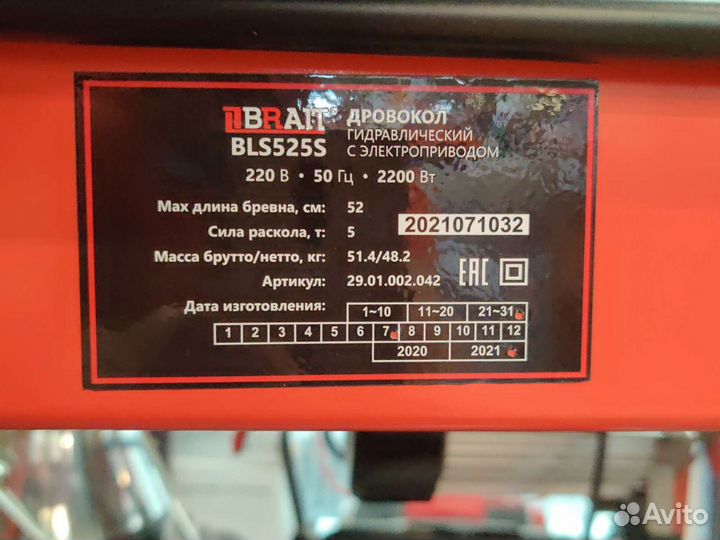 BRAIT®
BLS525S
ДРОВОКОЛ
ГИДРАВЛИЧЕСКИЙ
С ЭЛЕКТРОПРИВОДОМ
220 В • 50 Гц • 2200 Вт
Мах длина бревна, см: 52
Сила раскола, т: 5
2021071032
Масса брутто/нетто, кг: 51.4/48.2
Артикул: 29.01.002.042
EAC
Дата изготовления:
1~10 11~20 21~31
1 2 3 4 5 6 7 8 9 10 11 12
2020 2021
Avito